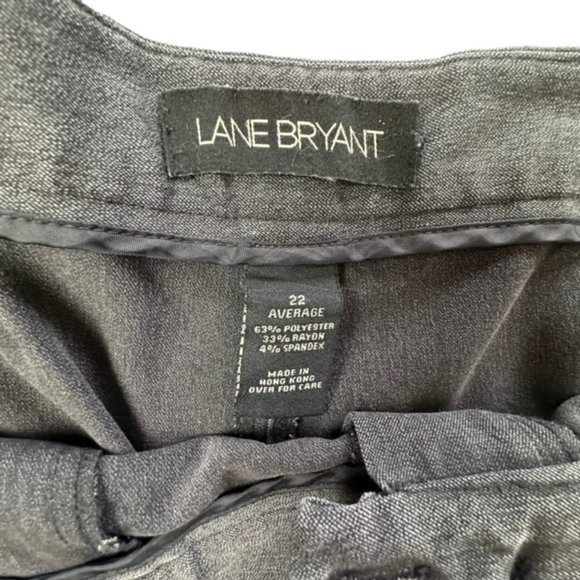 LANE BRYANT
22
AVERAGE
63% POLYESTER
33% RAYON
4% SPANDEX
MADE IN
HONG KONG
OVER FOR CARE